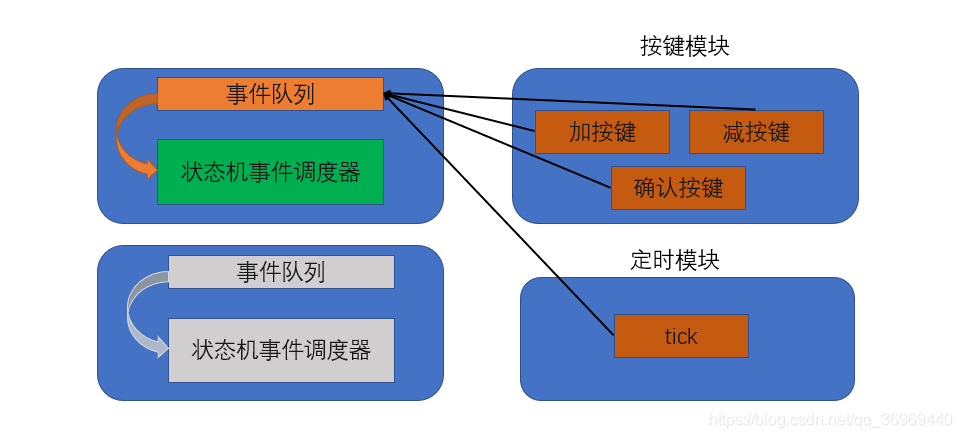 按键模块
事件队列
加按键
减按键
状态机事件调度器
确认按键
事件队列
定时模块
tick
状态机事件调度器
https://blog.csdn.net/qq_36969440